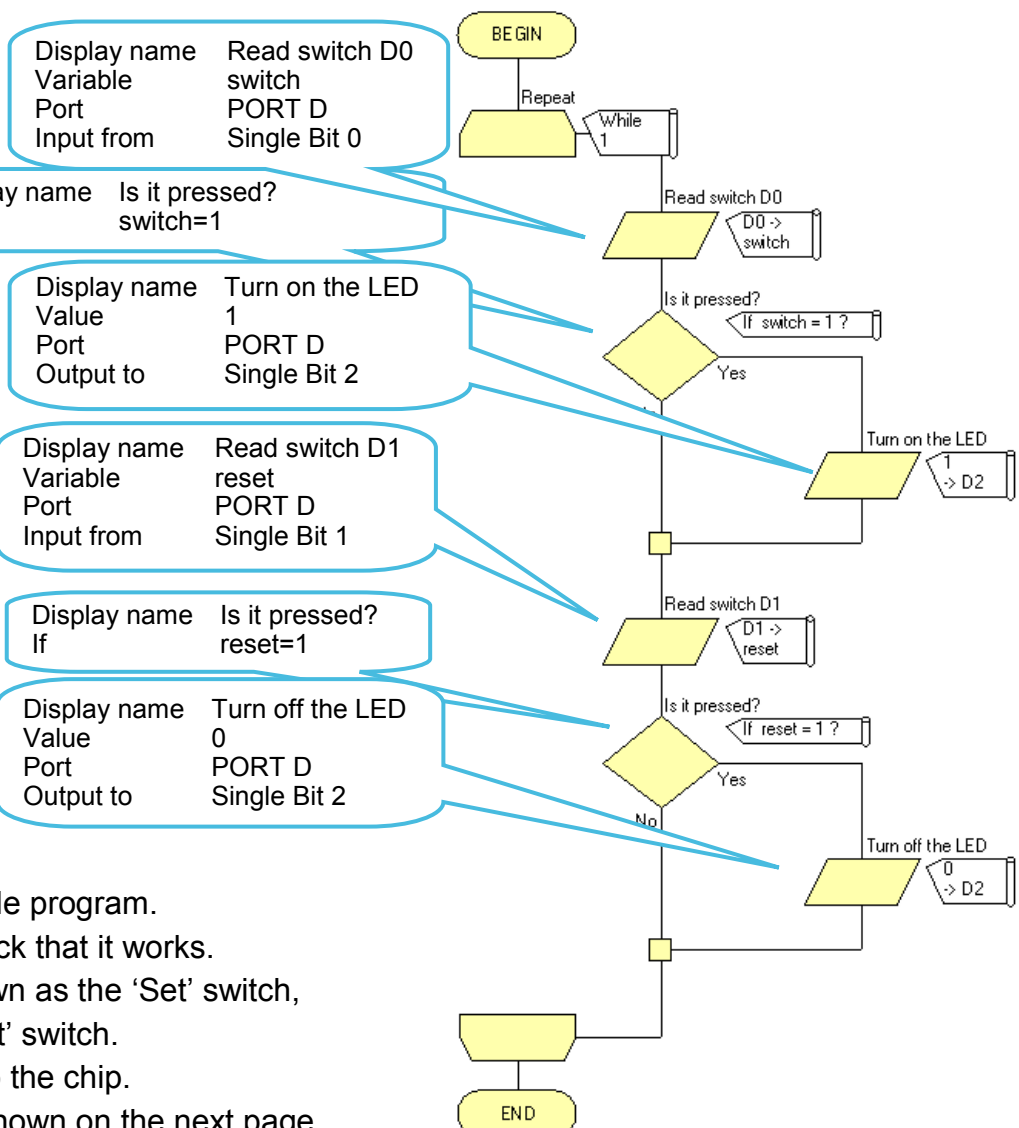 Display name Read switch D0
Variable switch
Port PORT D
Input from Single Bit 0
name Is it pressed?
switch=1
Display name Turn on the LED
Value 1
Port PORT D
Output to Single Bit 2
Display name Read switch D1
Variable reset
Port PORT D
Input from Single Bit 1
Display name Is it pressed?
If reset=1
Display name Turn off the LED
Value 0
Port PORT D
Output to Single Bit 2
program.
that it works.
as the ‘Set’ switch,
switch.
the chip.
on the next page
BEGIN
Repeat
While
1
Read switch D0
D0 ->
switch
Is it pressed?
If switch = 1 ?
Yes
Turn on the LED
1
-> D2
Read switch D1
D1 ->
reset
Is it pressed?
If reset = 1 ?
Yes
No
Turn off the LED
0
-> D2
END